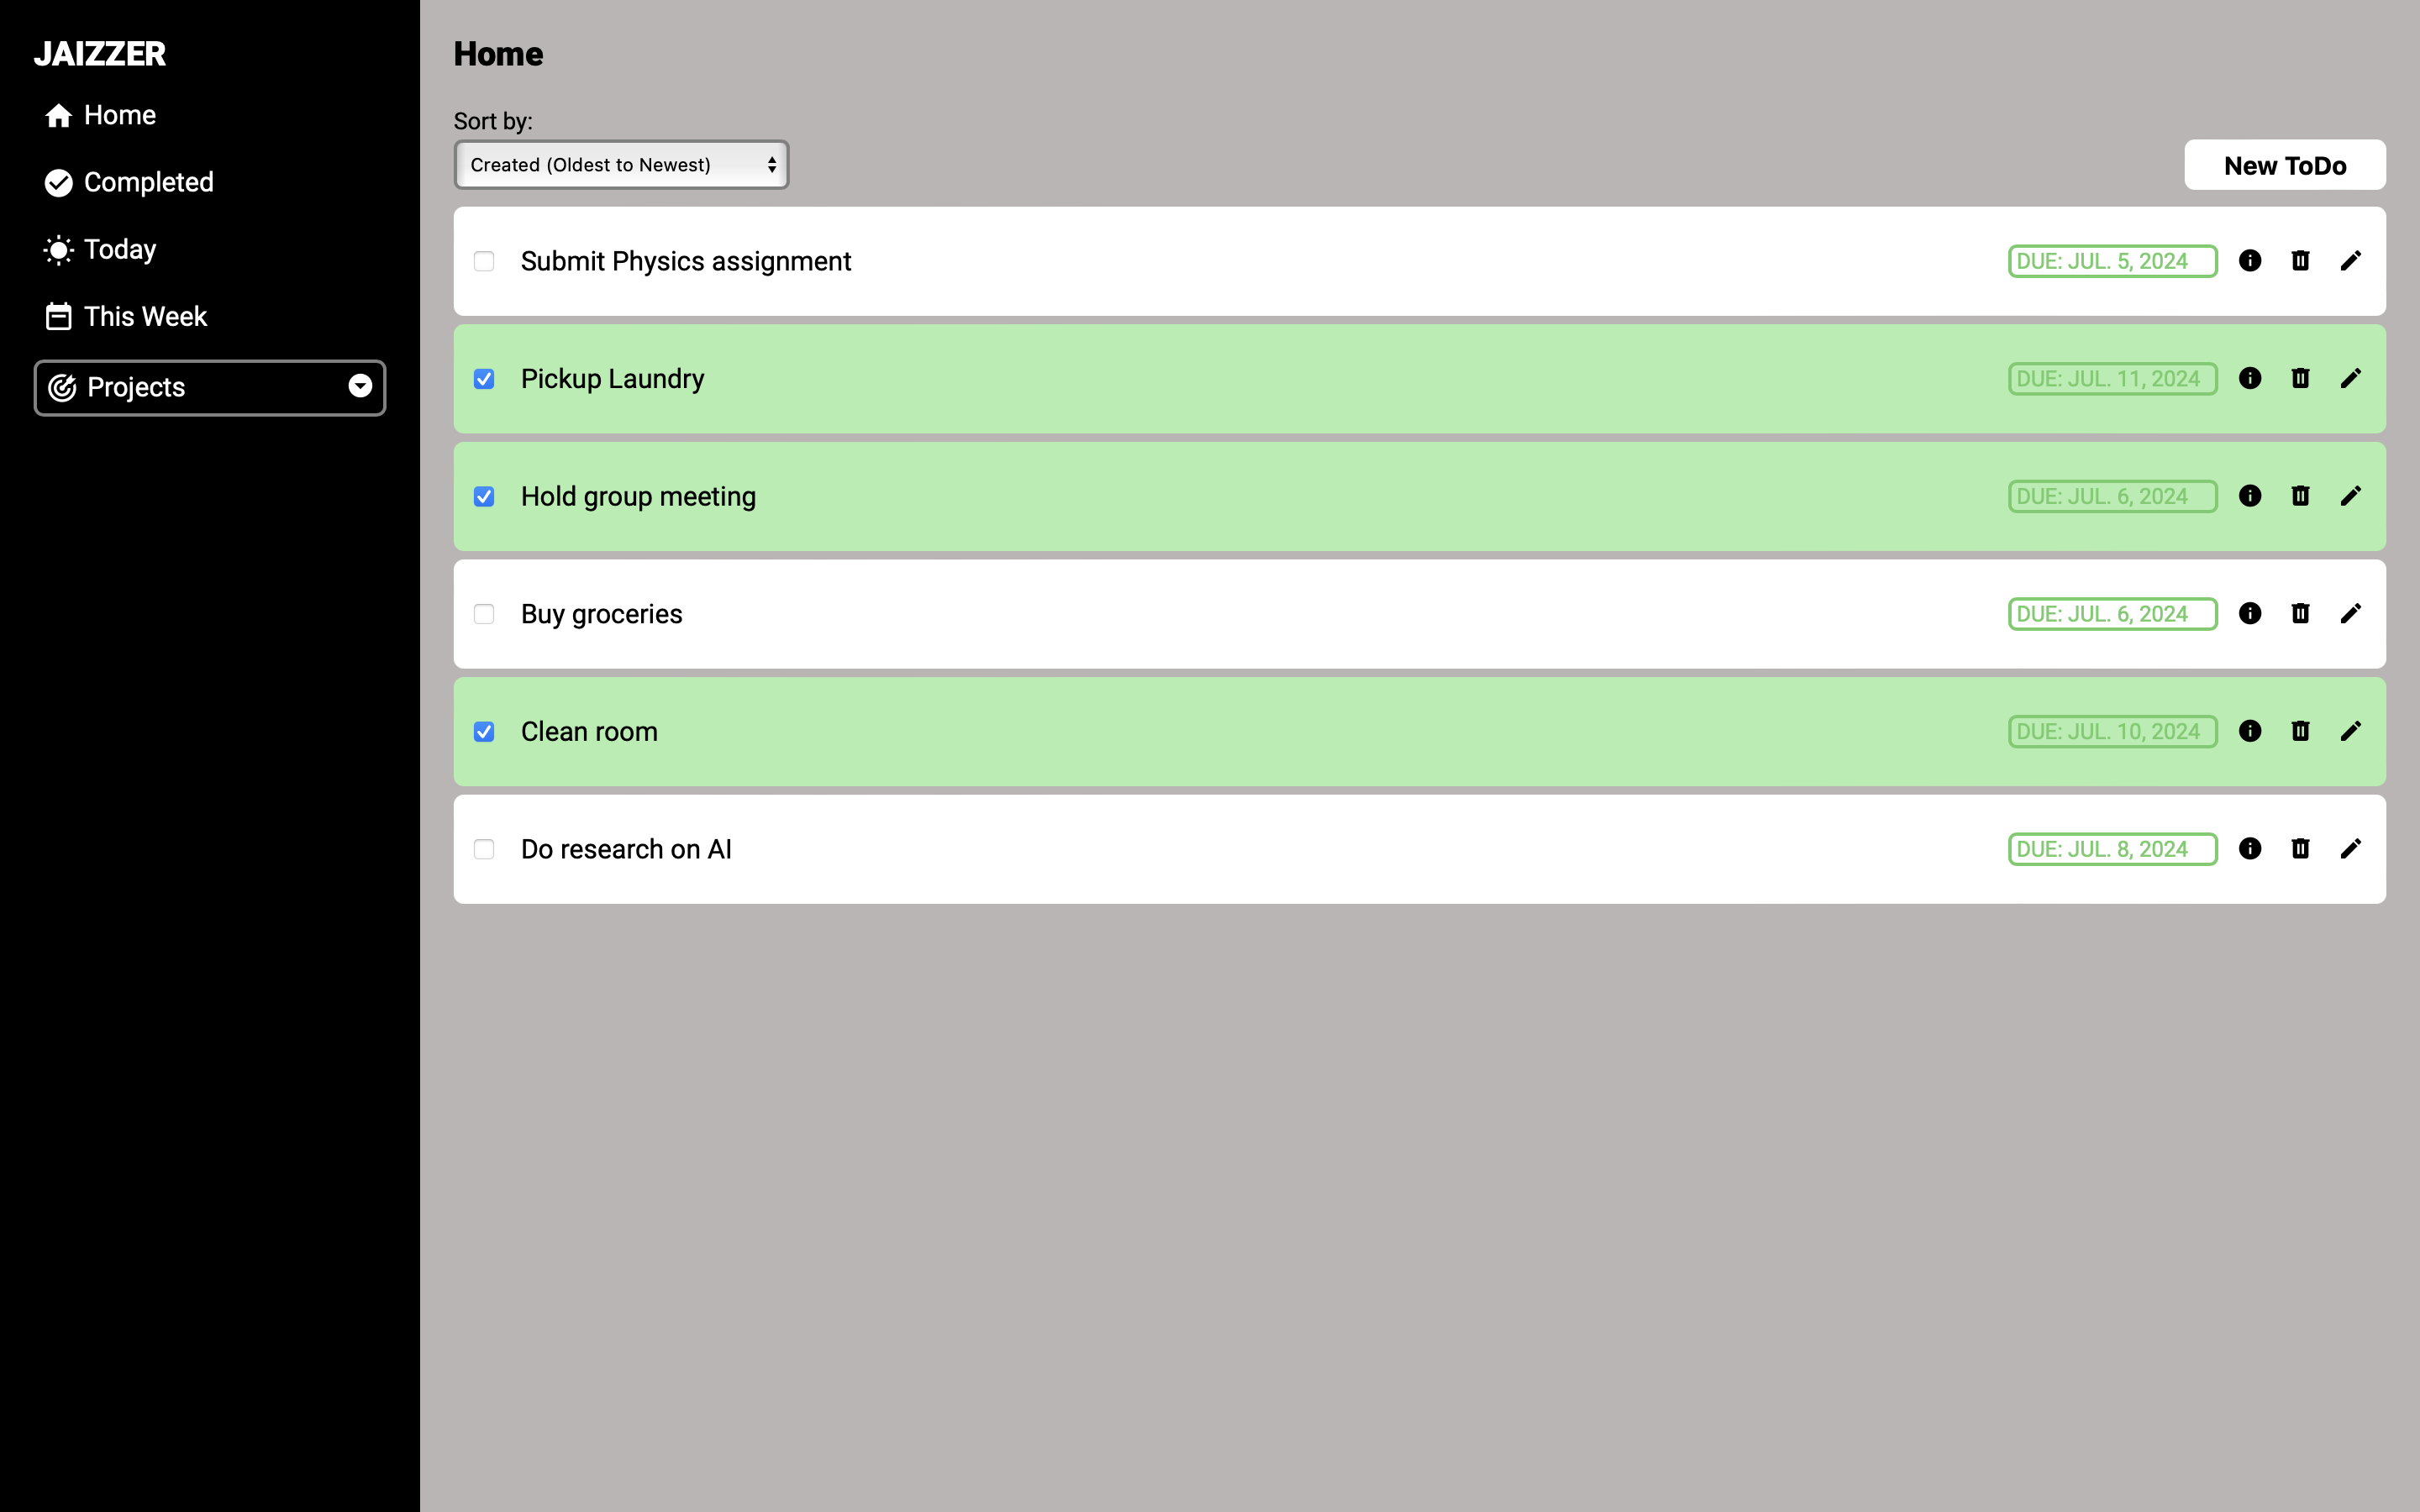 JAIZZER
Home
Completed
Today
This Week
Projects
Home
Sort by:
Created (Oldest to Newest)
New ToDo
Submit Physics assignment DUE: JUL. 5, 2024
Pickup Laundry DUE: JUL. 11, 2024
Hold group meeting DUE: JUL. 6, 2024
Buy groceries DUE: JUL. 6, 2024
Clean room DUE: JUL. 10, 2024
Do research on AI DUE: JUL. 8, 2024